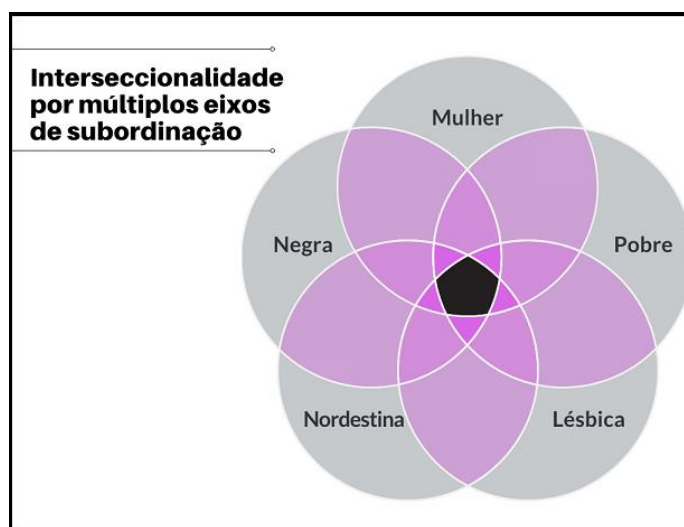 Interseccionalidade
por múltiplos eixos
de subordinação
Mulher
Negra
Pobre
Nordestina
Lésbica